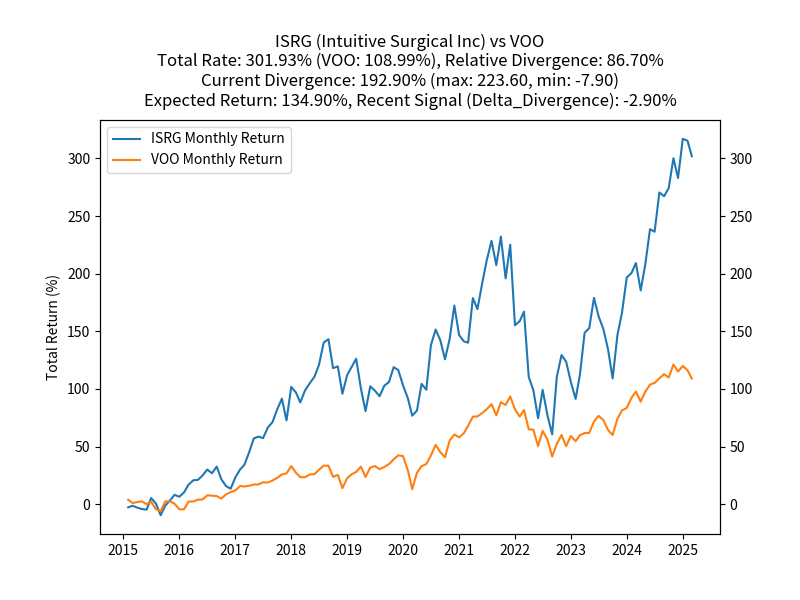 ISRG (Intuitive Surgical Inc) vs VOO
Total Rate: 301.93% (VOO: 108.99%), Relative Divergence: 86.70%
Current Divergence: 192.90% (max: 223.60, min: -7.90)
Expected Return: 134.90%, Recent Signal (Delta_Divergence): -2.90%
ISRG Monthly Return
VOO Monthly Return
Total Return (%)
300 300
250 250
200 200
150 150
100 100
50 50
0 0
2015 2016 2017 2018 2019 2020 2021 2022 2023 2024 2025